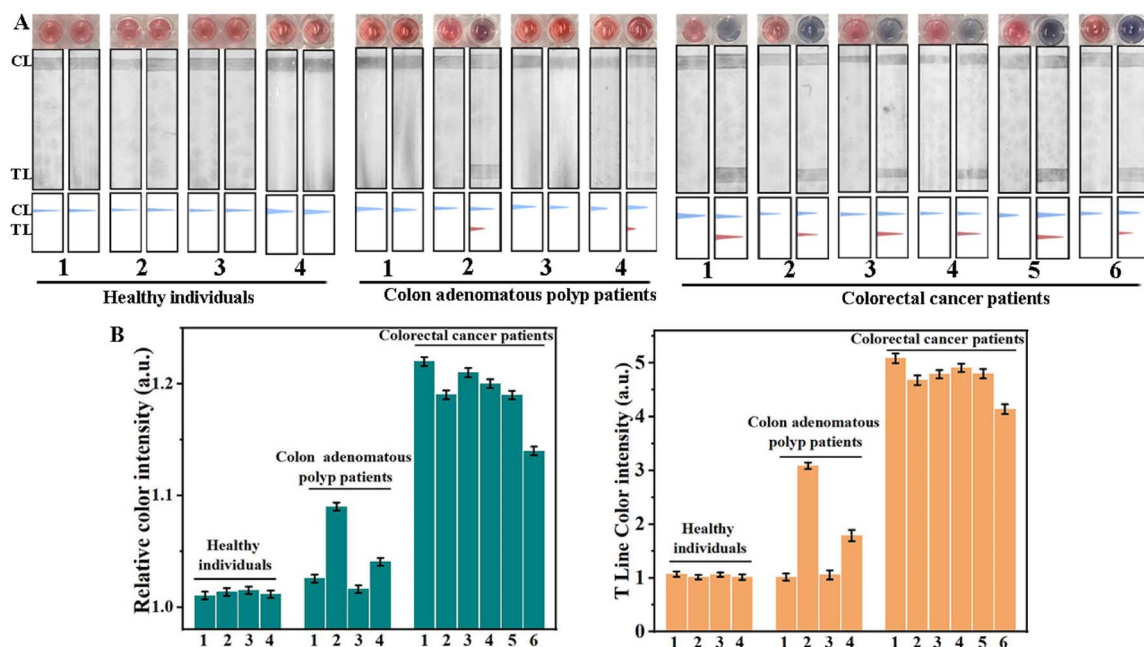 A
CL
TL
CL
TL
1 2 3 4 1 2 3 4 1 2 3 4 5 6
Healthy individuals Colon adenomatous polyp patients Colorectal cancer patients
B
Relative color intensity (a.u.)
1.2
1.1
1.0
Colorectal cancer patients
Colon adenomatous
polyp patients
Healthy
individuals
1 2 3 4 1 2 3 4 1 2 3 4 5 6
T Line Color intensity (a.u.)
5
4
3
2
1
0
Colorectal cancer patients
Colon adenomatous
polyp patients
Healthy
individuals
1 2 3 4 1 2 3 4 1 2 3 4 5 6